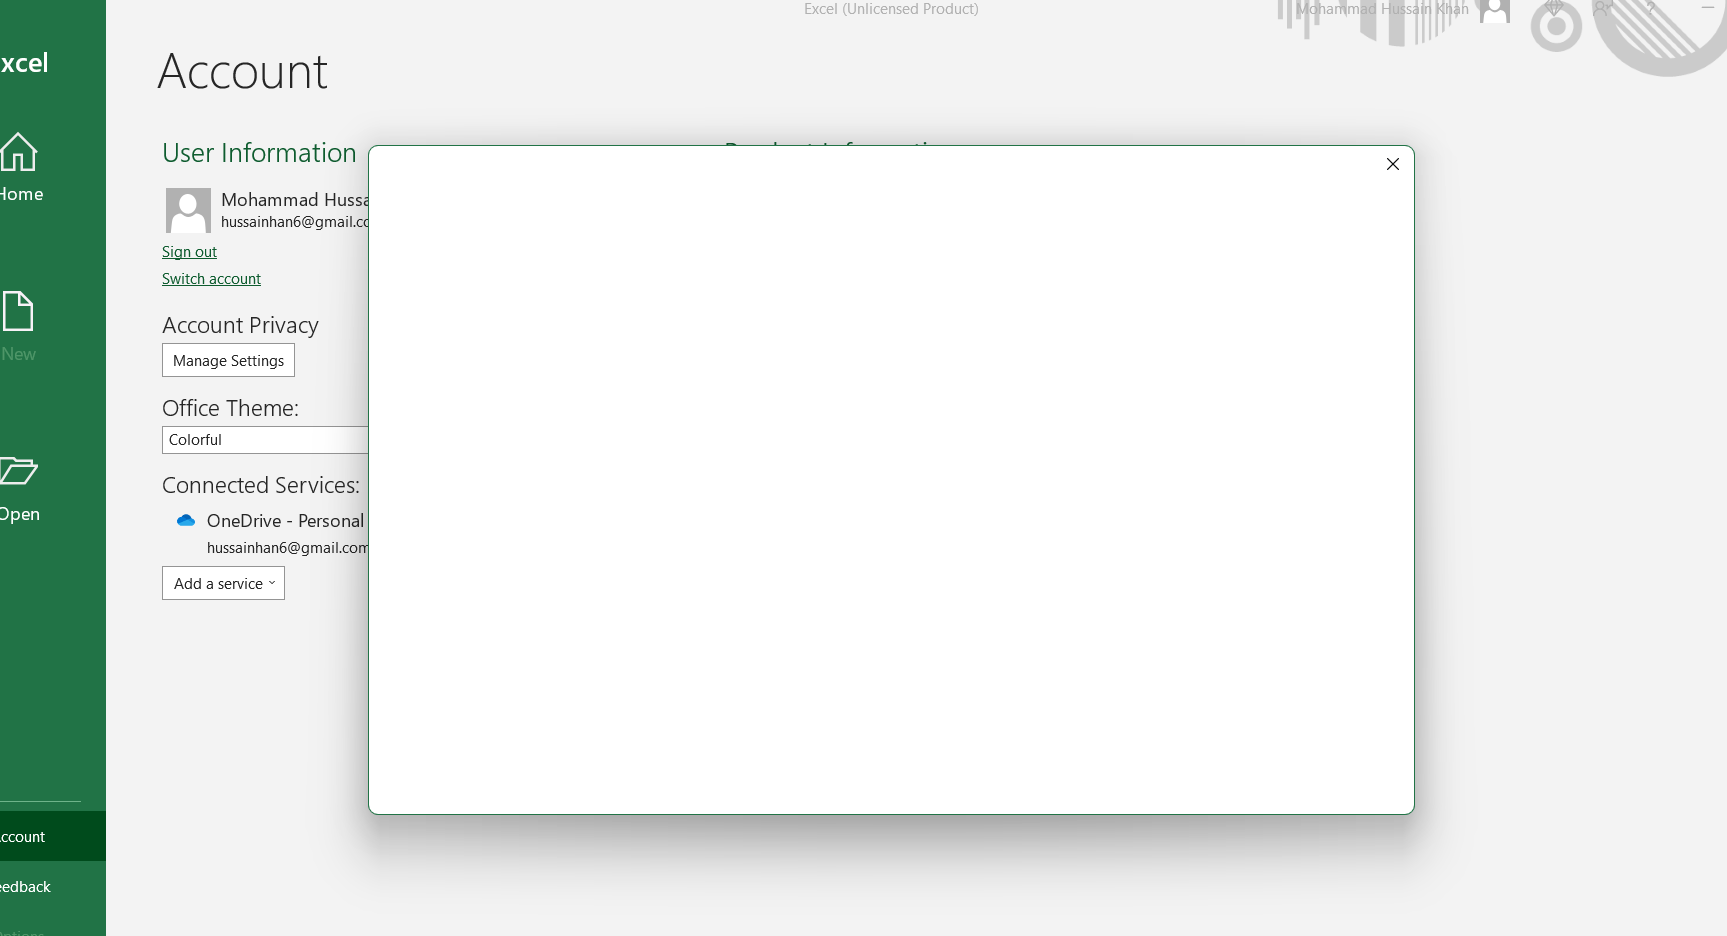 Excel (Unlicensed Product)
Mohammad Hussain Khan
?
xcel
Account
Home
New
Open
ccount
eedback
User Information
Mohammad Hussa
hussainhan6@gmail.co
Sign out
Switch account
Account Privacy
Manage Settings
Office Theme:
Colorful
Connected Services:
OneDrive - Personal
hussainhan6@gmail.com
Add a service